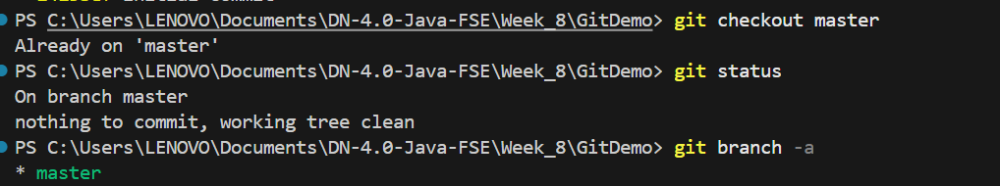 PS C:\Users\LENOVO\Documents\DN-4.0-Java-FSE\Week_8\GitDemo> git checkout master
Already on 'master'
PS C:\Users\LENOVO\Documents\DN-4.0-Java-FSE\Week_8\GitDemo> git status
On branch master
nothing to commit, working tree clean
PS C:\Users\LENOVO\Documents\DN-4.0-Java-FSE\Week_8\GitDemo> git branch -a
* master